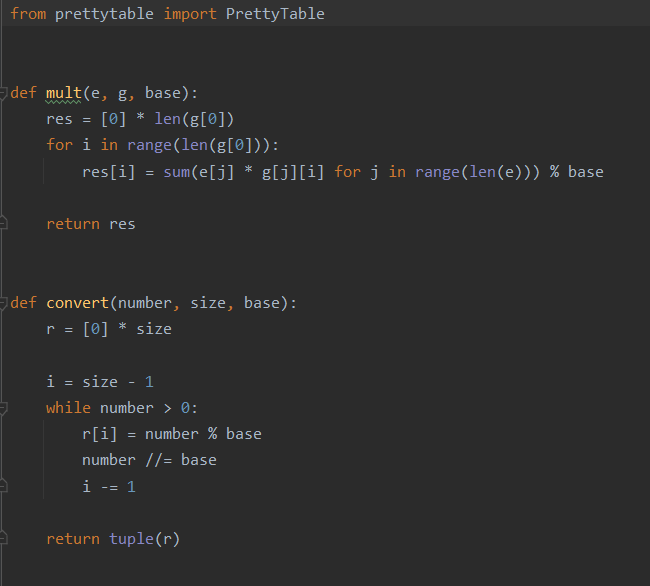 from prettytable import PrettyTable
def mult(e, g, base):
    res = [0] * len(g[0])
    for i in range(len(g[0])):
        res[i] = sum(e[j] * g[j][i] for j in range(len(e))) % base
    return res
def convert(number, size, base):
    r = [0] * size
    i = size - 1
    while number > 0:
        r[i] = number % base
        number //= base
        i -= 1
    return tuple(r)